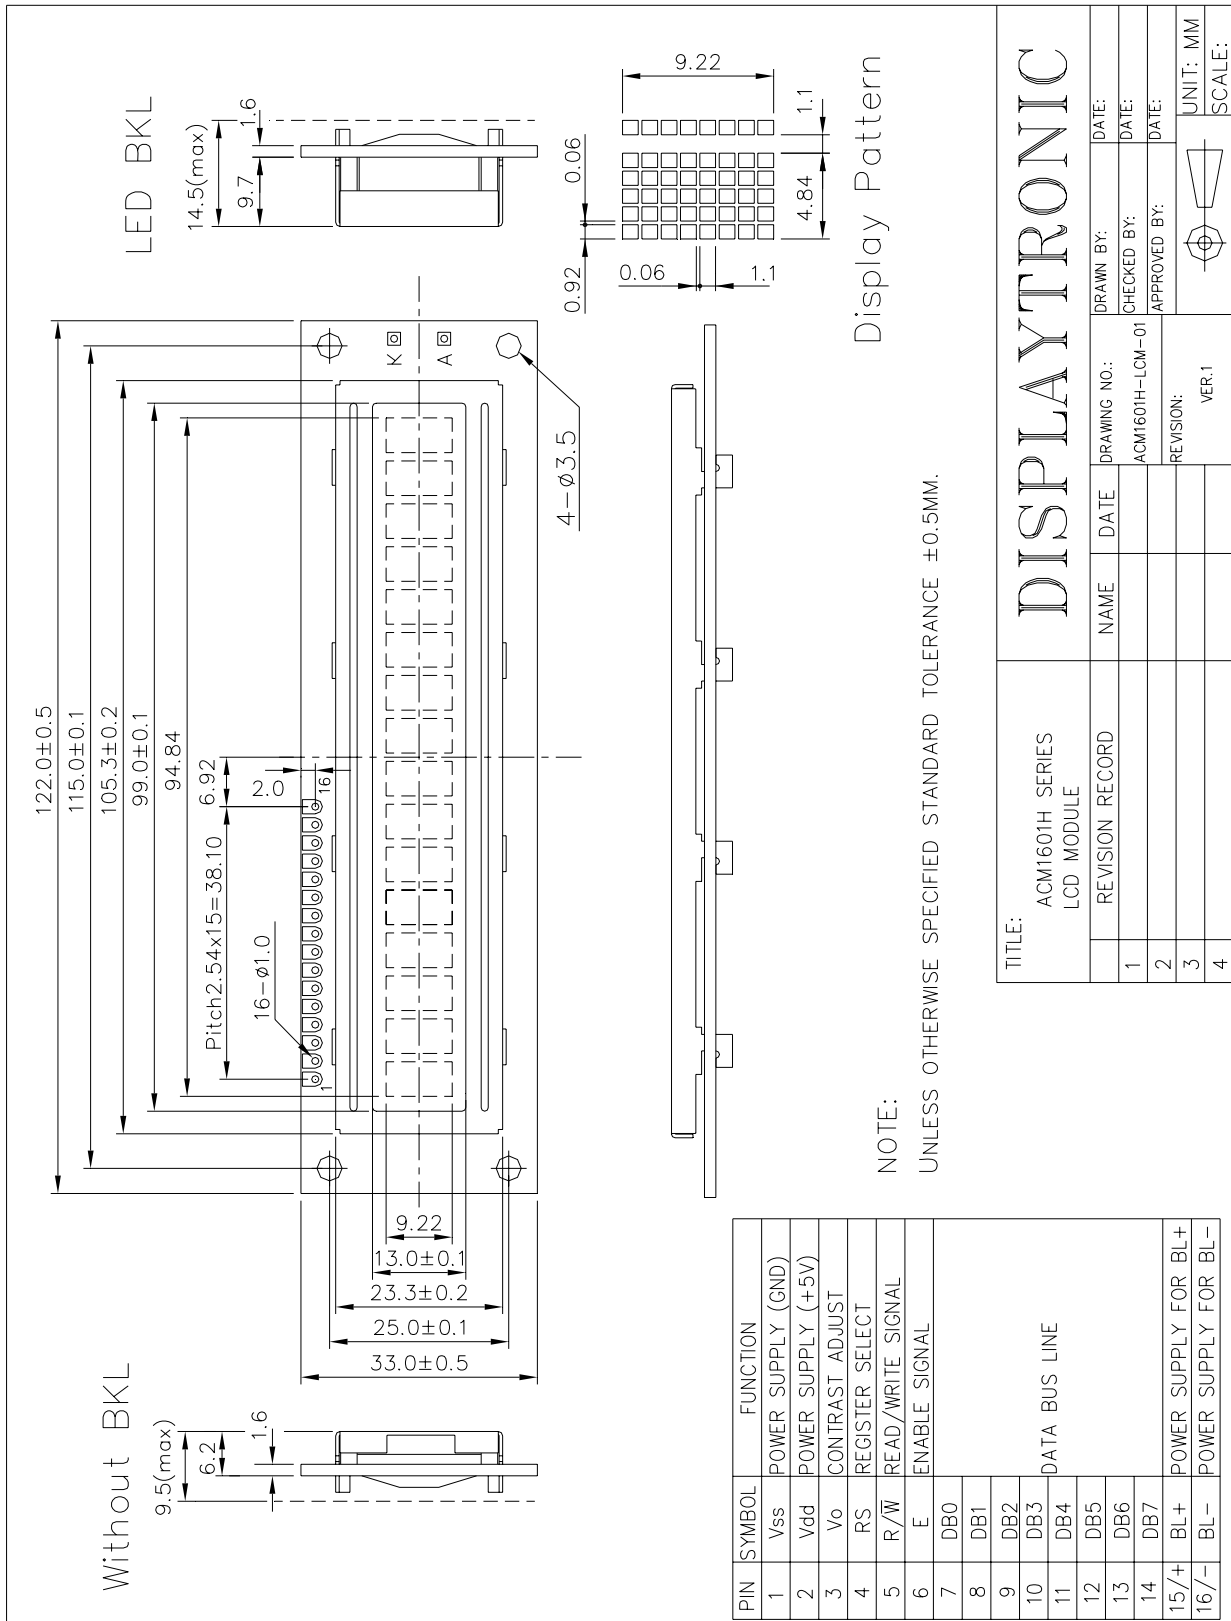 Without BKL
9.5(max)
6.2
1.6
122.0±0.5
115.0±0.1
105.3±0.2
99.0±0.1
94.84
6.92
Pitch2.54x15=38.10
2.0
16-ø1.0
1
16
K
A
4-ø3.5
9.22
13.0±0.1
23.3±0.2
25.0±0.1
33.0±0.5
LED BKL
14.5(max)
9.7
1.6
0.92
0.06
0.06
1.1
4.84
1.1
9.22
Display Pattern
NOTE:
UNLESS OTHERWISE SPECIFIED STANDARD TOLERANCE ±0.5MM.
PIN SYMBOL FUNCTION
1 Vss POWER SUPPLY (GND)
2 Vdd POWER SUPPLY (+5V)
3 Vo CONTRAST ADJUST
4 RS REGISTER SELECT
5 R/W̅ READ/WRITE SIGNAL
6 E ENABLE SIGNAL
7 DB0
8 DB1
9 DB2
10 DB3
DATA BUS LINE
11 DB4
12 DB5
13 DB6
14 DB7
15/+ BL+ POWER SUPPLY FOR BL+
16/- BL- POWER SUPPLY FOR BL-
TITLE:
ACM1601H SERIES
LCD MODULE
DISPLAYTRONIC
REVISION RECORD NAME DATE
1
2
3
4
DRAWING NO.:
ACM1601H-LCM-01
REVISION:
VER.1
DRAWN BY: DATE:
CHECKED BY: DATE:
APPROVED BY: DATE:
UNIT: MM
SCALE: